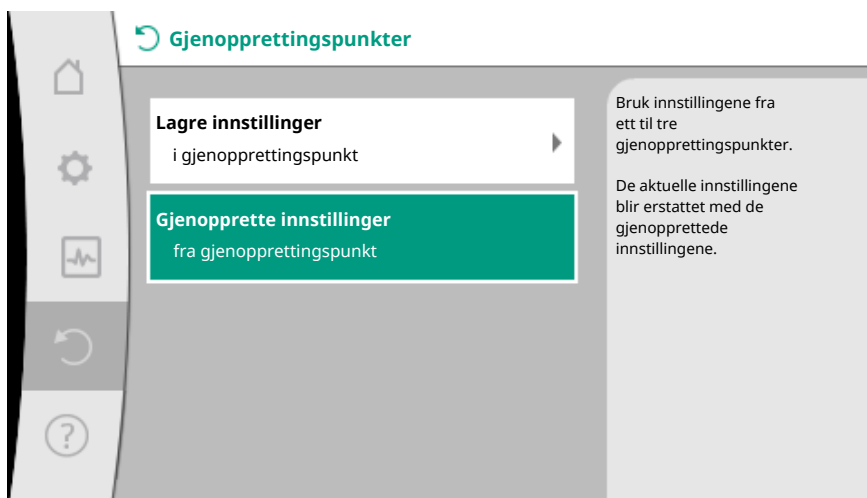 Gjenopprettingspunkter
Lagre innstillinger
i gjenopprettingspunkt
Gjenopprette innstillinger
fra gjenopprettingspunkt
Bruk innstillingene fra
ett til tre
gjenopprettingspunkter.
De aktuelle innstillingene
blir erstattet med de
gjenopprettede
innstillingene.
?